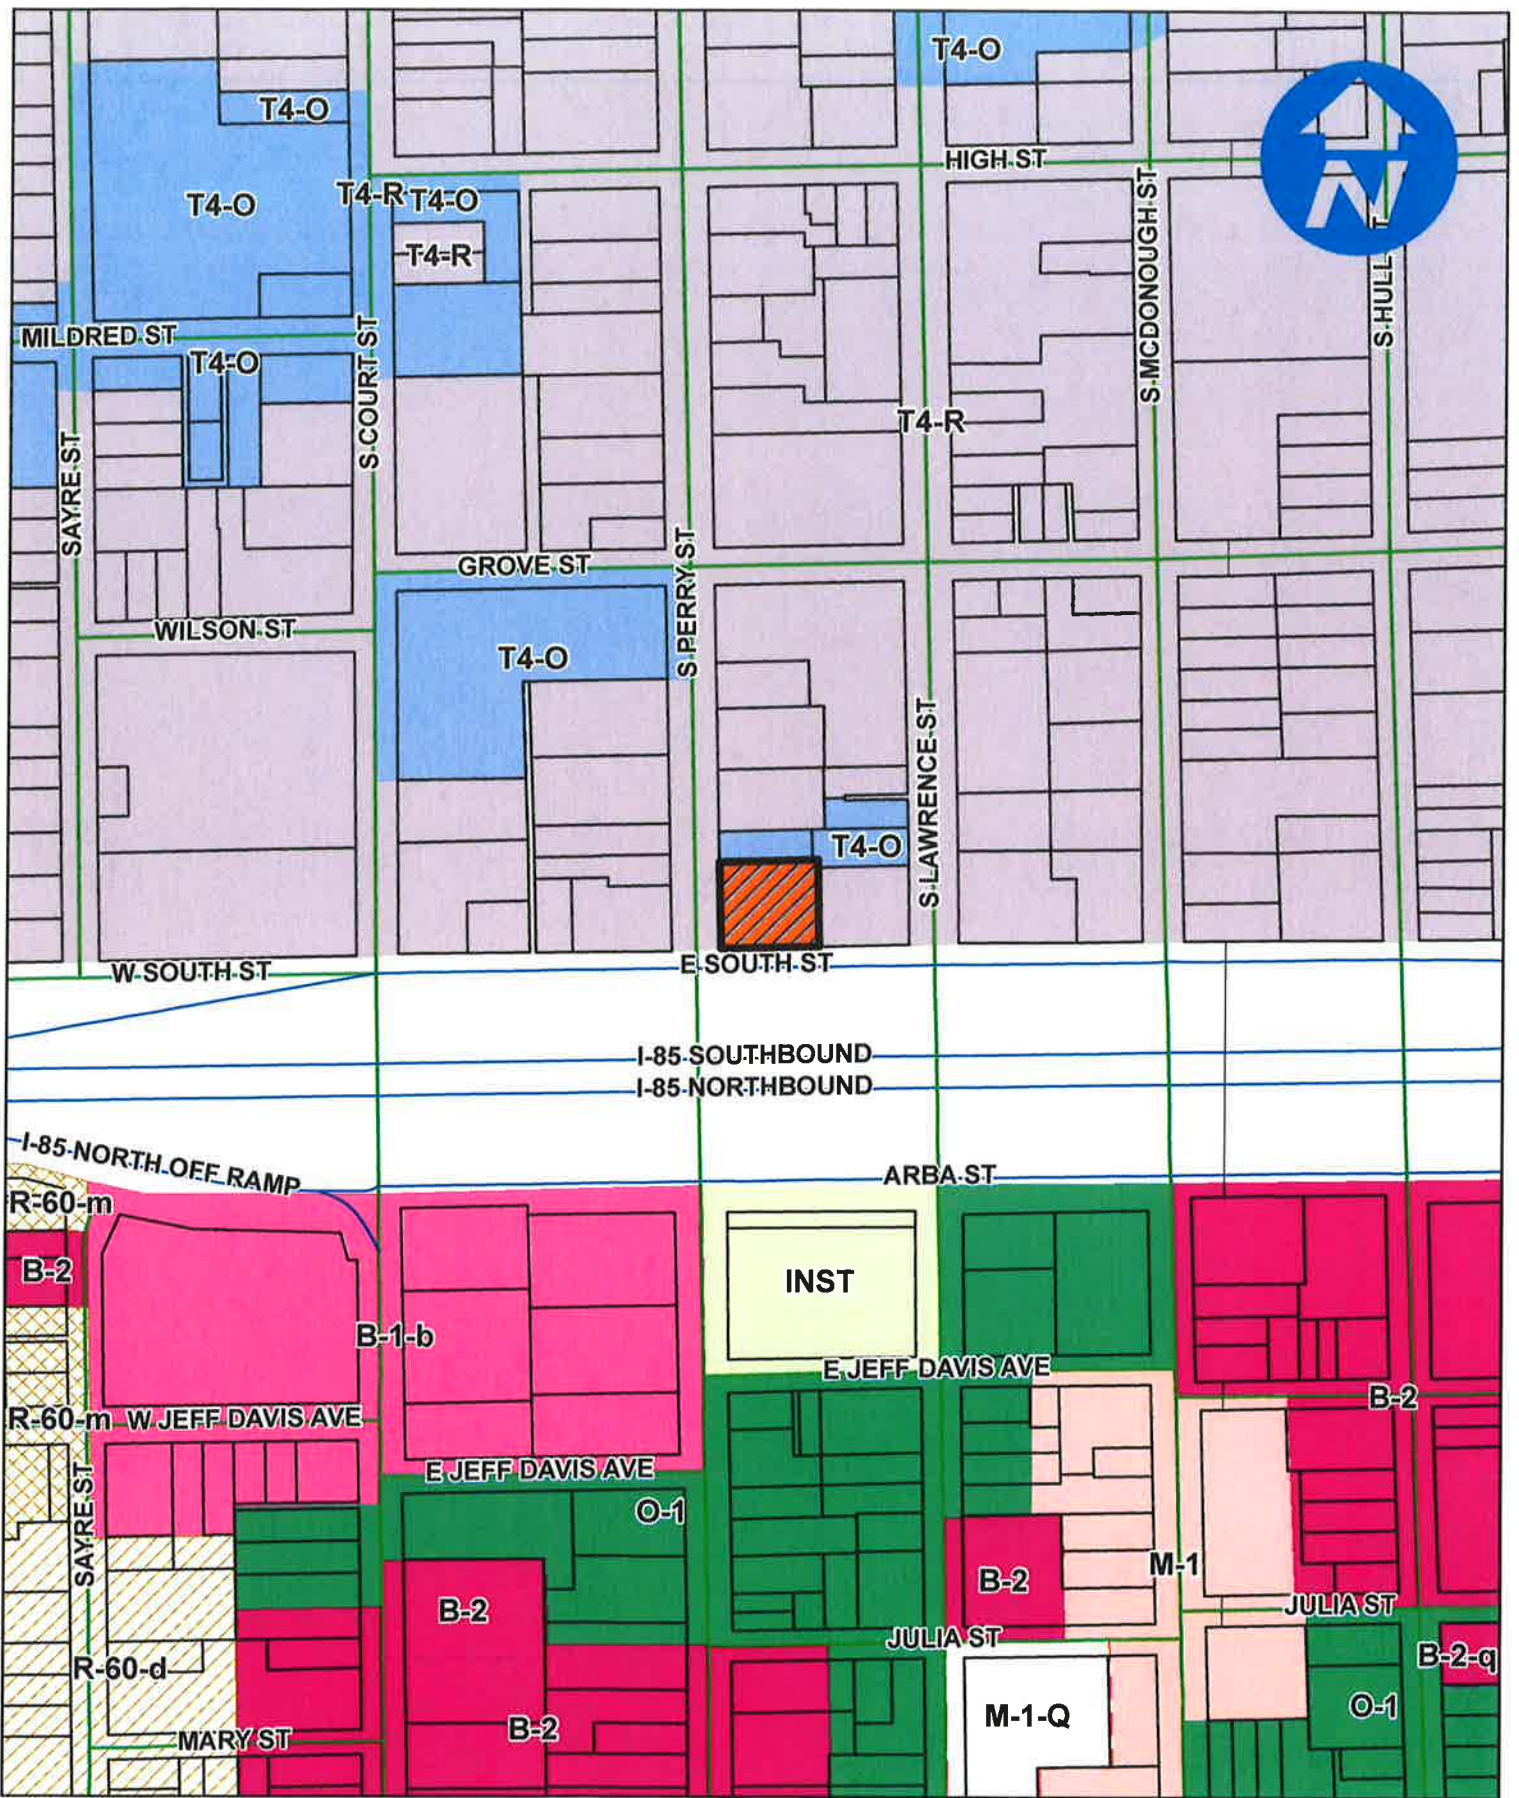 T4-O
T4-O
HIGH ST
T4-R
T4-O
T4-O
T4-R
N
S MCDONOUGH ST
S HULL ST
MILDRED ST
T4-O
S COURT ST
T4-R
SAYRE ST
GROVE ST
S PERRY ST
WILSON ST
T4-O
S LAWRENCE ST
T4-O
W SOUTH ST
E SOUTH ST
I-85 SOUTHBOUND
I-85 NORTHBOUND
I-85 NORTH OFF RAMP
ARBA ST
R-60-m
B-2
INST
B-1-b
E JEFF DAVIS AVE
B-2
R-60-m
W JEFF DAVIS AVE
E JEFF DAVIS AVE
SAYRE ST
O-1
M-1
B-2
B-2
JULIA ST
JULIA ST
B-2-q
R-60-d
O-1
M-1-Q
B-2
MARY ST